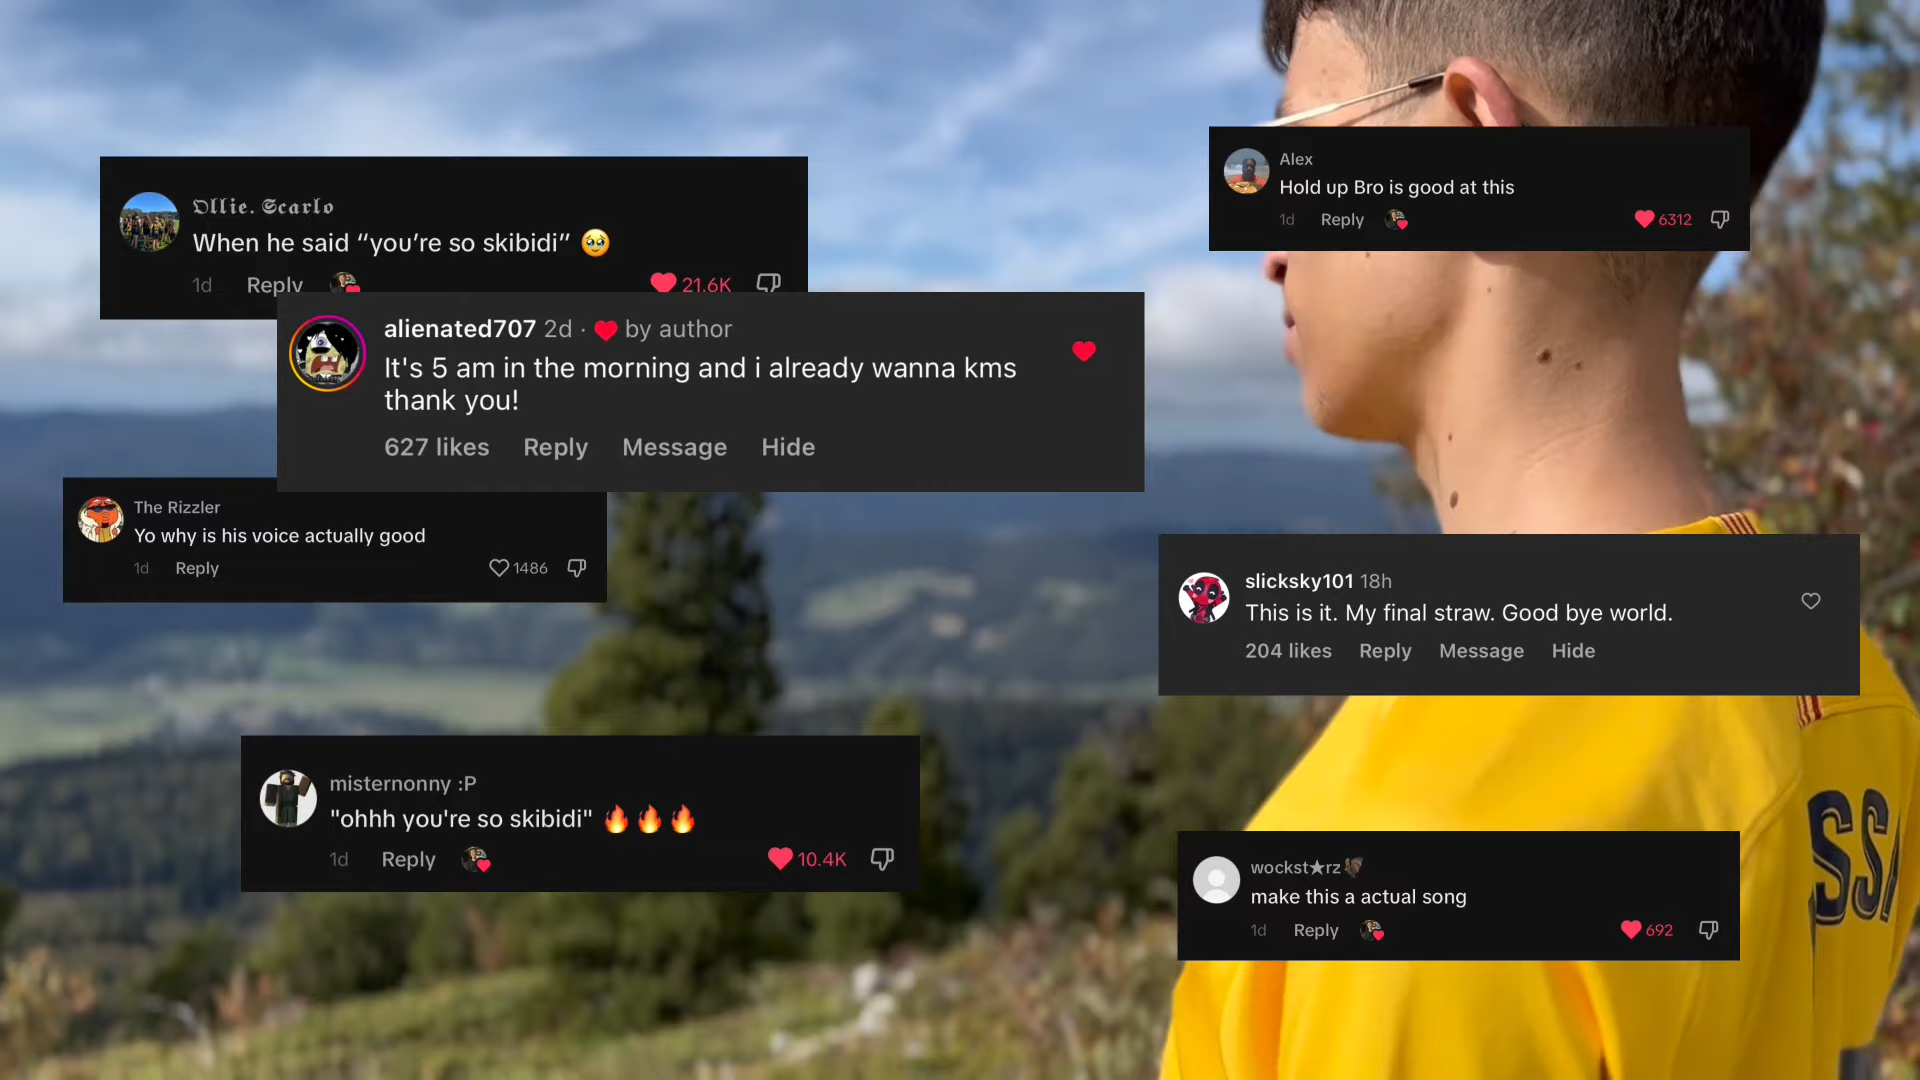 𝔒𝔩𝔩𝔦𝔢. 𝔖𝔠𝔞𝔯𝔩𝔬
When he said “you’re so skibidi” 🥹
1d Reply 21.6K
alienated707 2d · ❤️ by author
It's 5 am in the morning and i already wanna kms
thank you!
627 likes Reply Message Hide
The Rizzler
Yo why is his voice actually good
1d Reply 1486
misternonny :P
"ohhh you're so skibidi" 🔥🔥🔥
1d Reply 10.4K
Alex
Hold up Bro is good at this
1d Reply 6312
slicksky101 18h
This is it. My final straw. Good bye world.
204 likes Reply Message Hide
wockst★rz🦇
make this a actual song
1d Reply 692
SSA